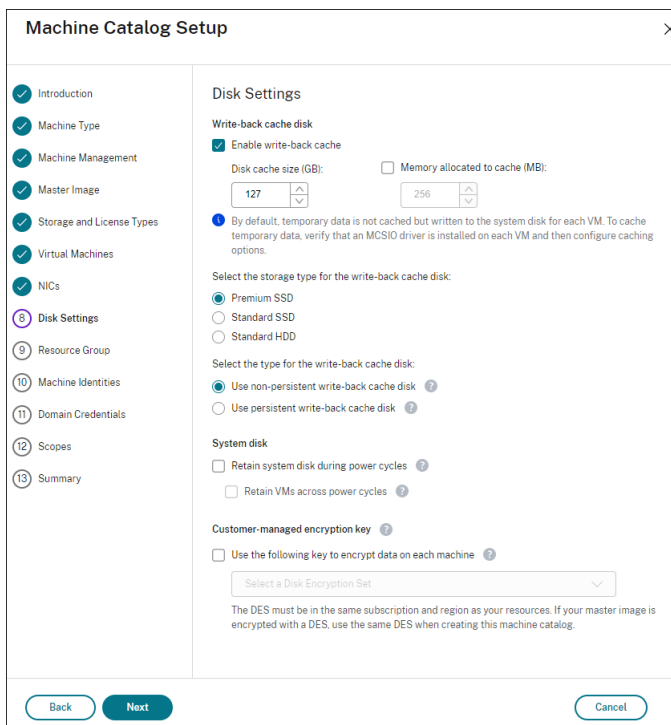 Machine Catalog Setup
Introduction
Machine Type
Machine Management
Master Image
Storage and License Types
Virtual Machines
NICs
8 Disk Settings
9 Resource Group
10 Machine Identities
11 Domain Credentials
12 Scopes
13 Summary
Disk Settings
Write-back cache disk
Enable write-back cache
Disk cache size (GB): Memory allocated to cache (MB):
127 256
i By default, temporary data is not cached but written to the system disk for each VM. To cache
temporary data, verify that an MCSIO driver is installed on each VM and then configure caching
options.
Select the storage type for the write-back cache disk:
Premium SSD
Standard SSD
Standard HDD
Select the type for the write-back cache disk:
Use non-persistent write-back cache disk ?
Use persistent write-back cache disk ?
System disk
Retain system disk during power cycles ?
Retain VMs across power cycles ?
Customer-managed encryption key ?
Use the following key to encrypt data on each machine ?
Select a Disk Encryption Set
The DES must be in the same subscription and region as your resources. If your master image is
encrypted with a DES, use the same DES when creating this machine catalog.
Back Next Cancel